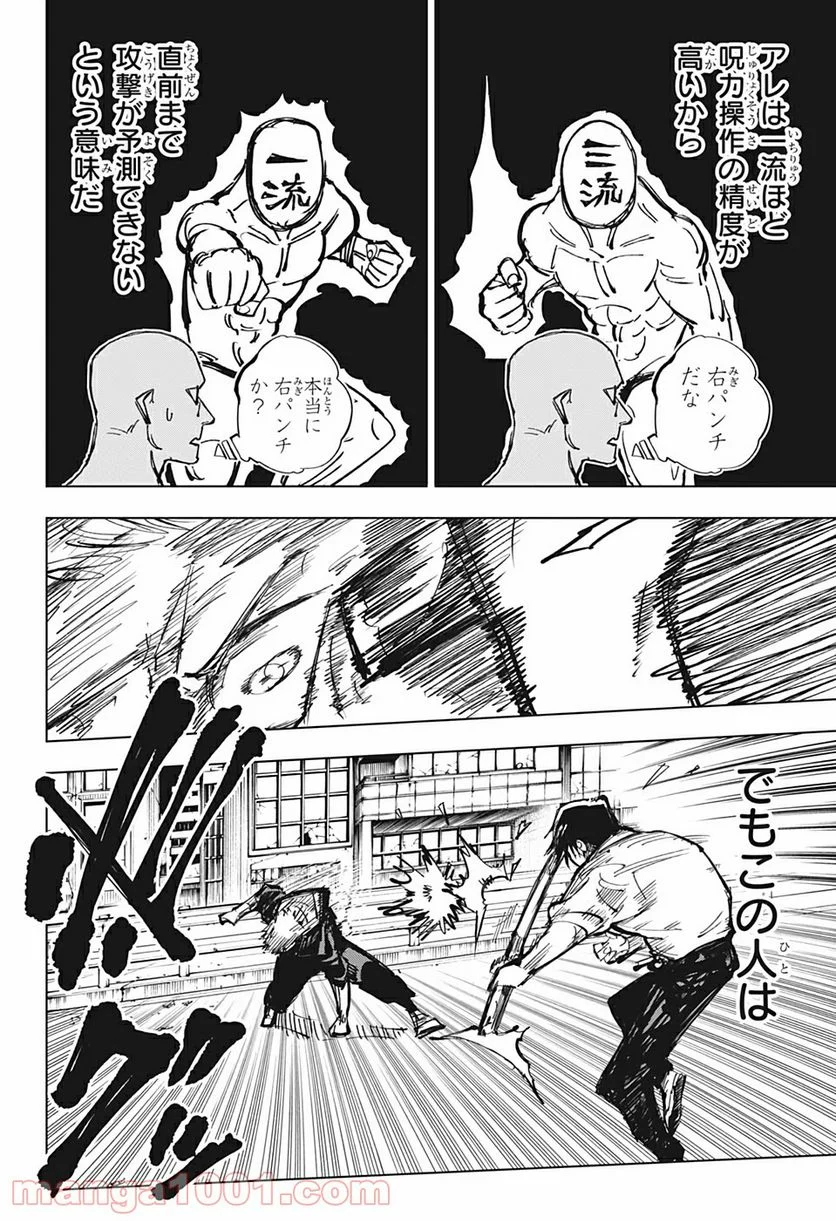 アレは一流ほど
呪力操作の精度が
高いから
三流
右パンチ
だな
直前まで
攻撃が予測できない
という意味だ
一流
本当に
右パンチ
か？
でもこの人は
グッ
manga1001.com